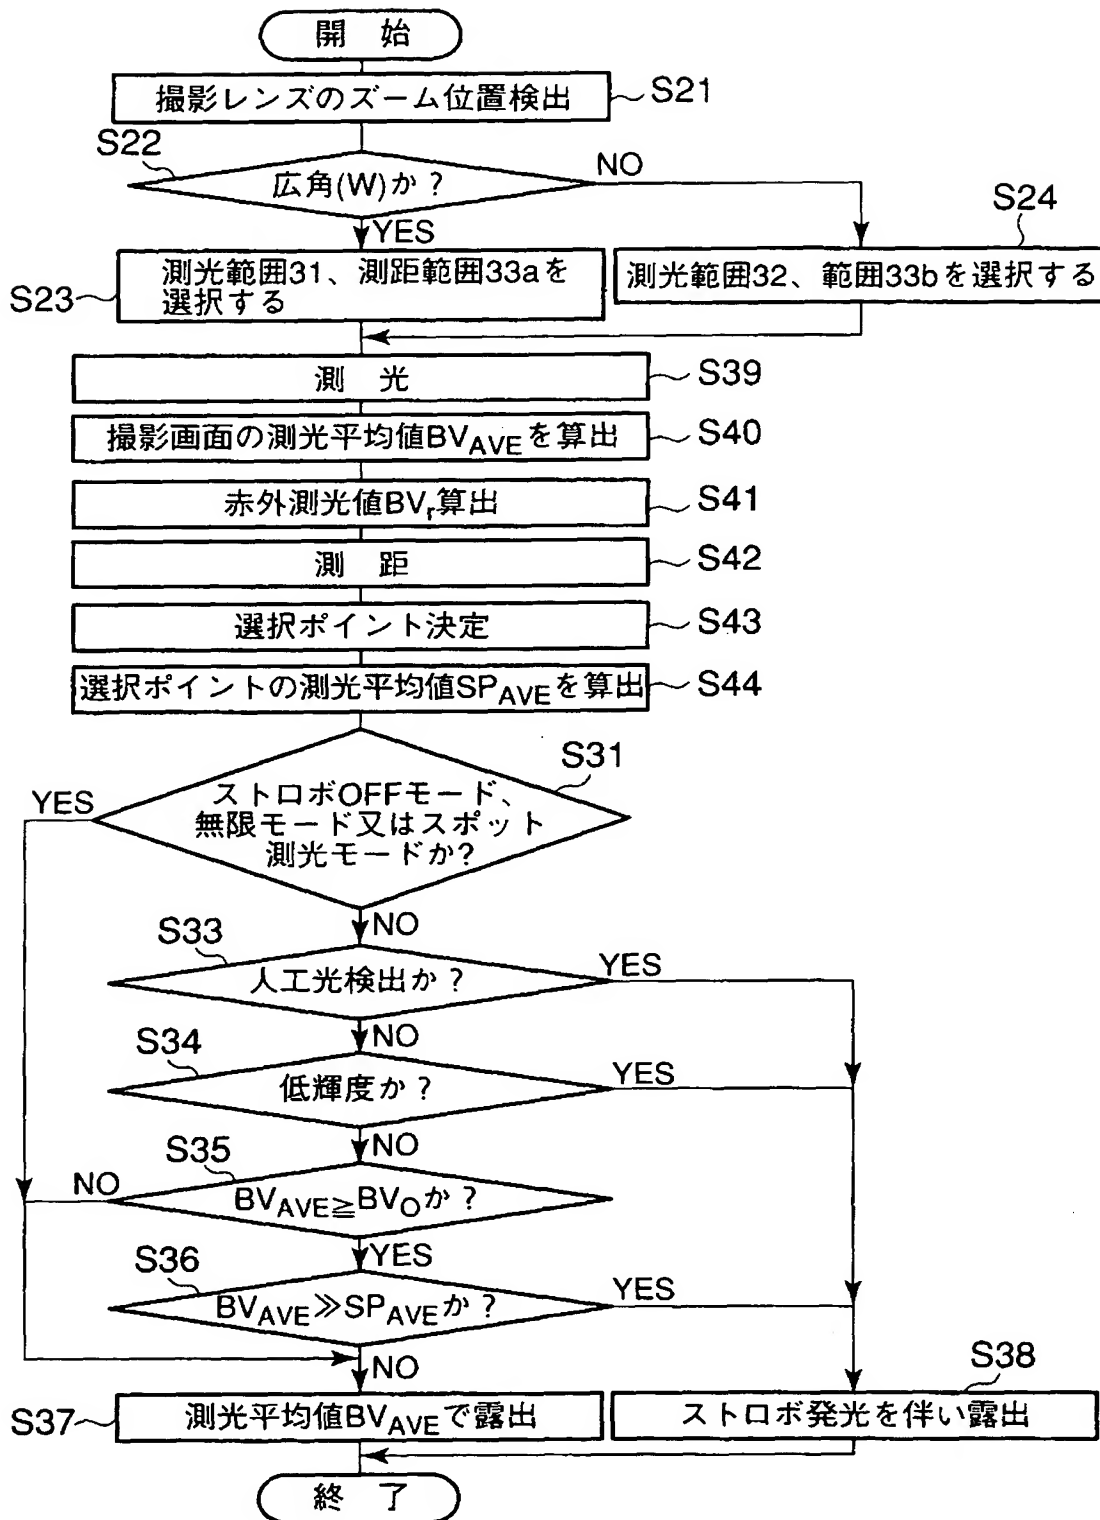 開 始
撮影レンズのズーム位置検出
S21
S22
広角(W)か?
NO
YES
S24
S23
測光範囲31、測距範囲33aを
選択する
測光範囲32、範囲33bを選択する
測 光
S39
撮影画面の測光平均値BVAVEを算出
S40
赤外測光値BVr算出
S41
測 距
S42
選択ポイント決定
S43
選択ポイントの測光平均値SPAVEを算出
S44
S31
YES
ストロボOFFモード、
無限モード又はスポット
測光モードか?
NO
S33
人工光検出か?
YES
NO
S34
低輝度か?
YES
NO
S35
NO
BVAVE≧BVOか?
YES
S36
BVAVE≫SPAVEか?
YES
NO
S38
S37
測光平均値BVAVEで露出
ストロボ発光を伴い露出
終 了